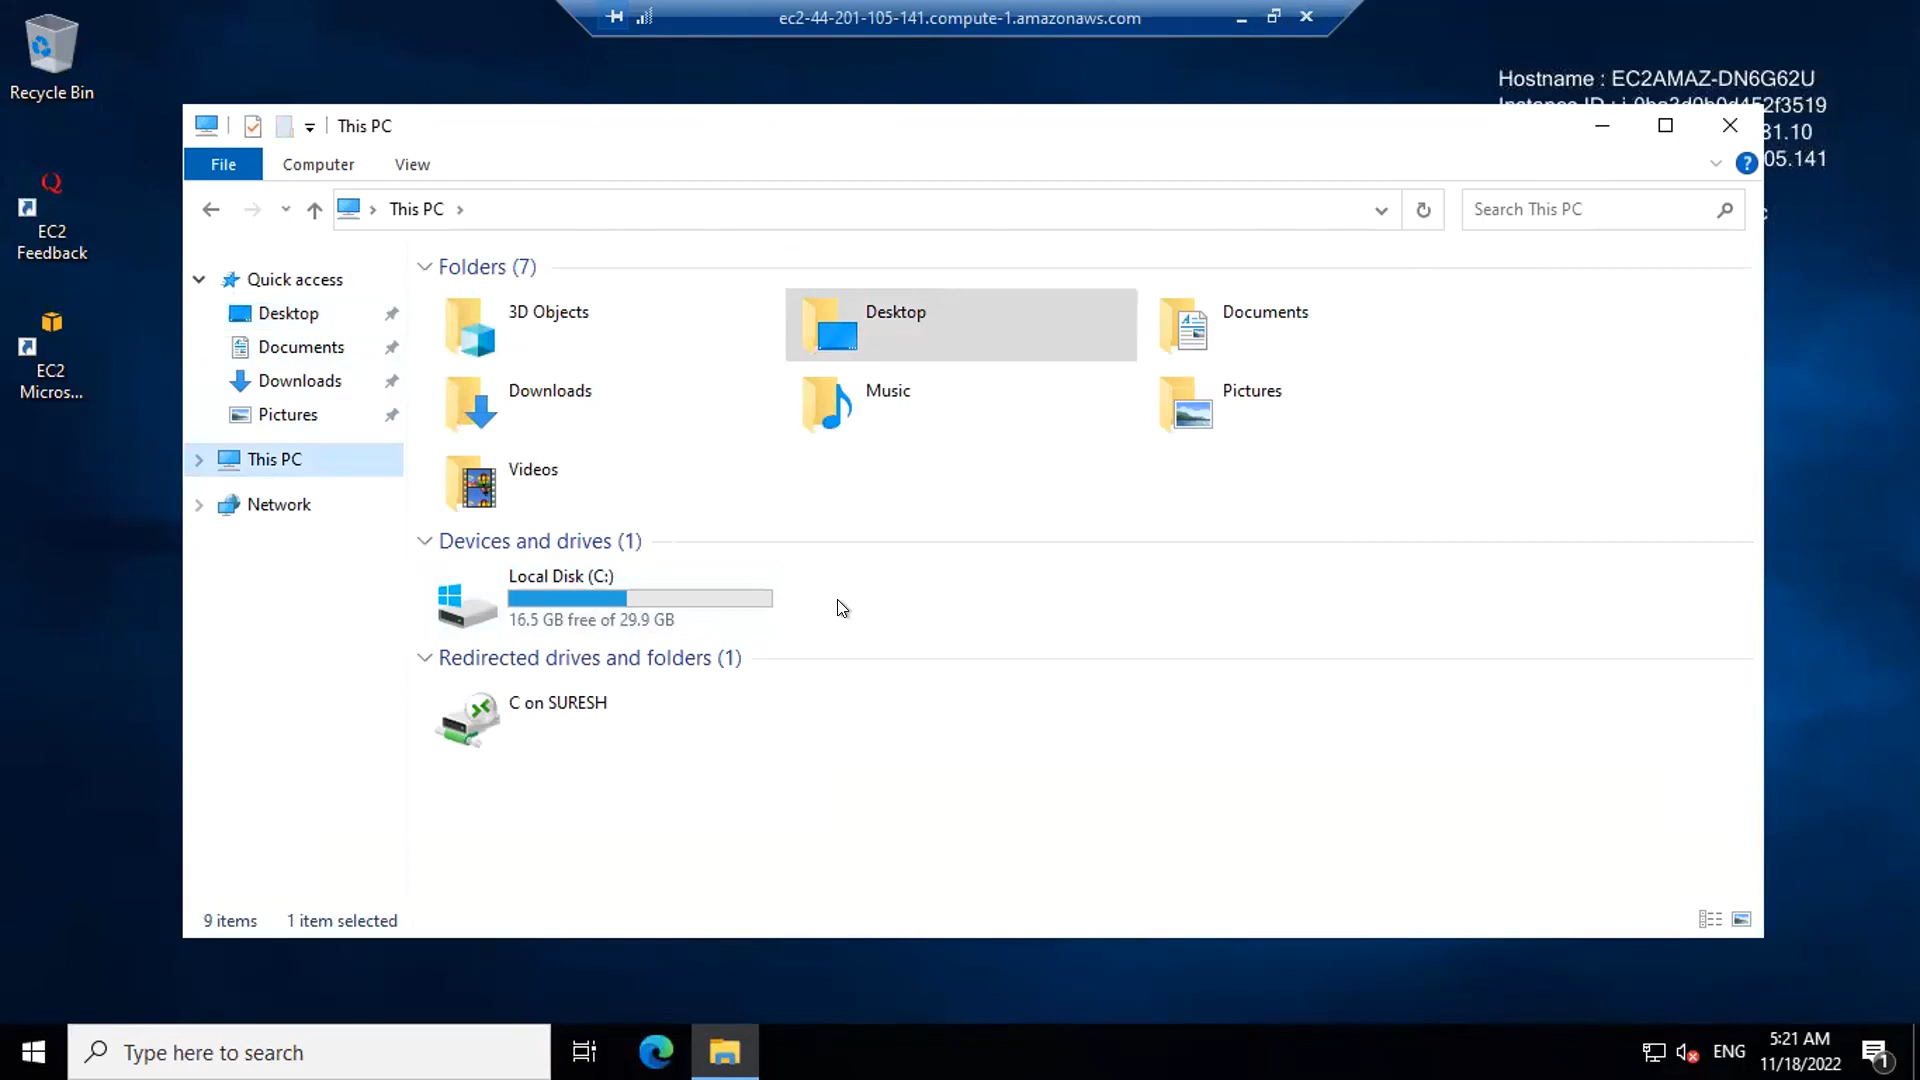 ec2-44-201-105-141.compute-1.amazonaws.com
Recycle Bin
EC2
Feedback
EC2
Micros...
Hostname : EC2AMAZ-DN6G62U
31.10
05.141
This PC
File
Computer
View
?
This PC
Search This PC
Quick access
Desktop
Documents
Downloads
Pictures
This PC
Network
Folders (7)
3D Objects
Desktop
Documents
Downloads
Music
Pictures
Videos
Devices and drives (1)
Local Disk (C:)
16.5 GB free of 29.9 GB
Redirected drives and folders (1)
C on SURESH
9 items
1 item selected
Type here to search
ENG
5:21 AM
11/18/2022
1